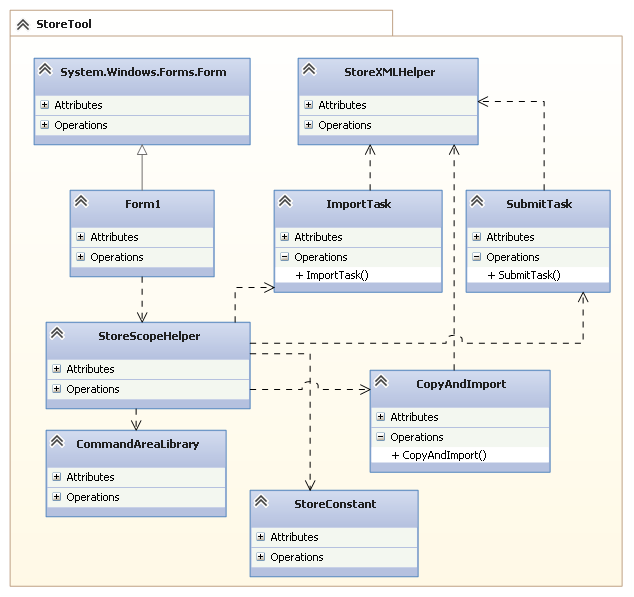 StoreTool
System.Windows.Forms.Form
Attributes
Operations
StoreXMLHelper
Attributes
Operations
Form1
Attributes
Operations
ImportTask
Attributes
Operations
+ ImportTask()
SubmitTask
Attributes
Operations
+ SubmitTask()
StoreScopeHelper
Attributes
Operations
CopyAndImport
Attributes
Operations
+ CopyAndImport()
CommandAreaLibrary
Attributes
Operations
StoreConstant
Attributes
Operations